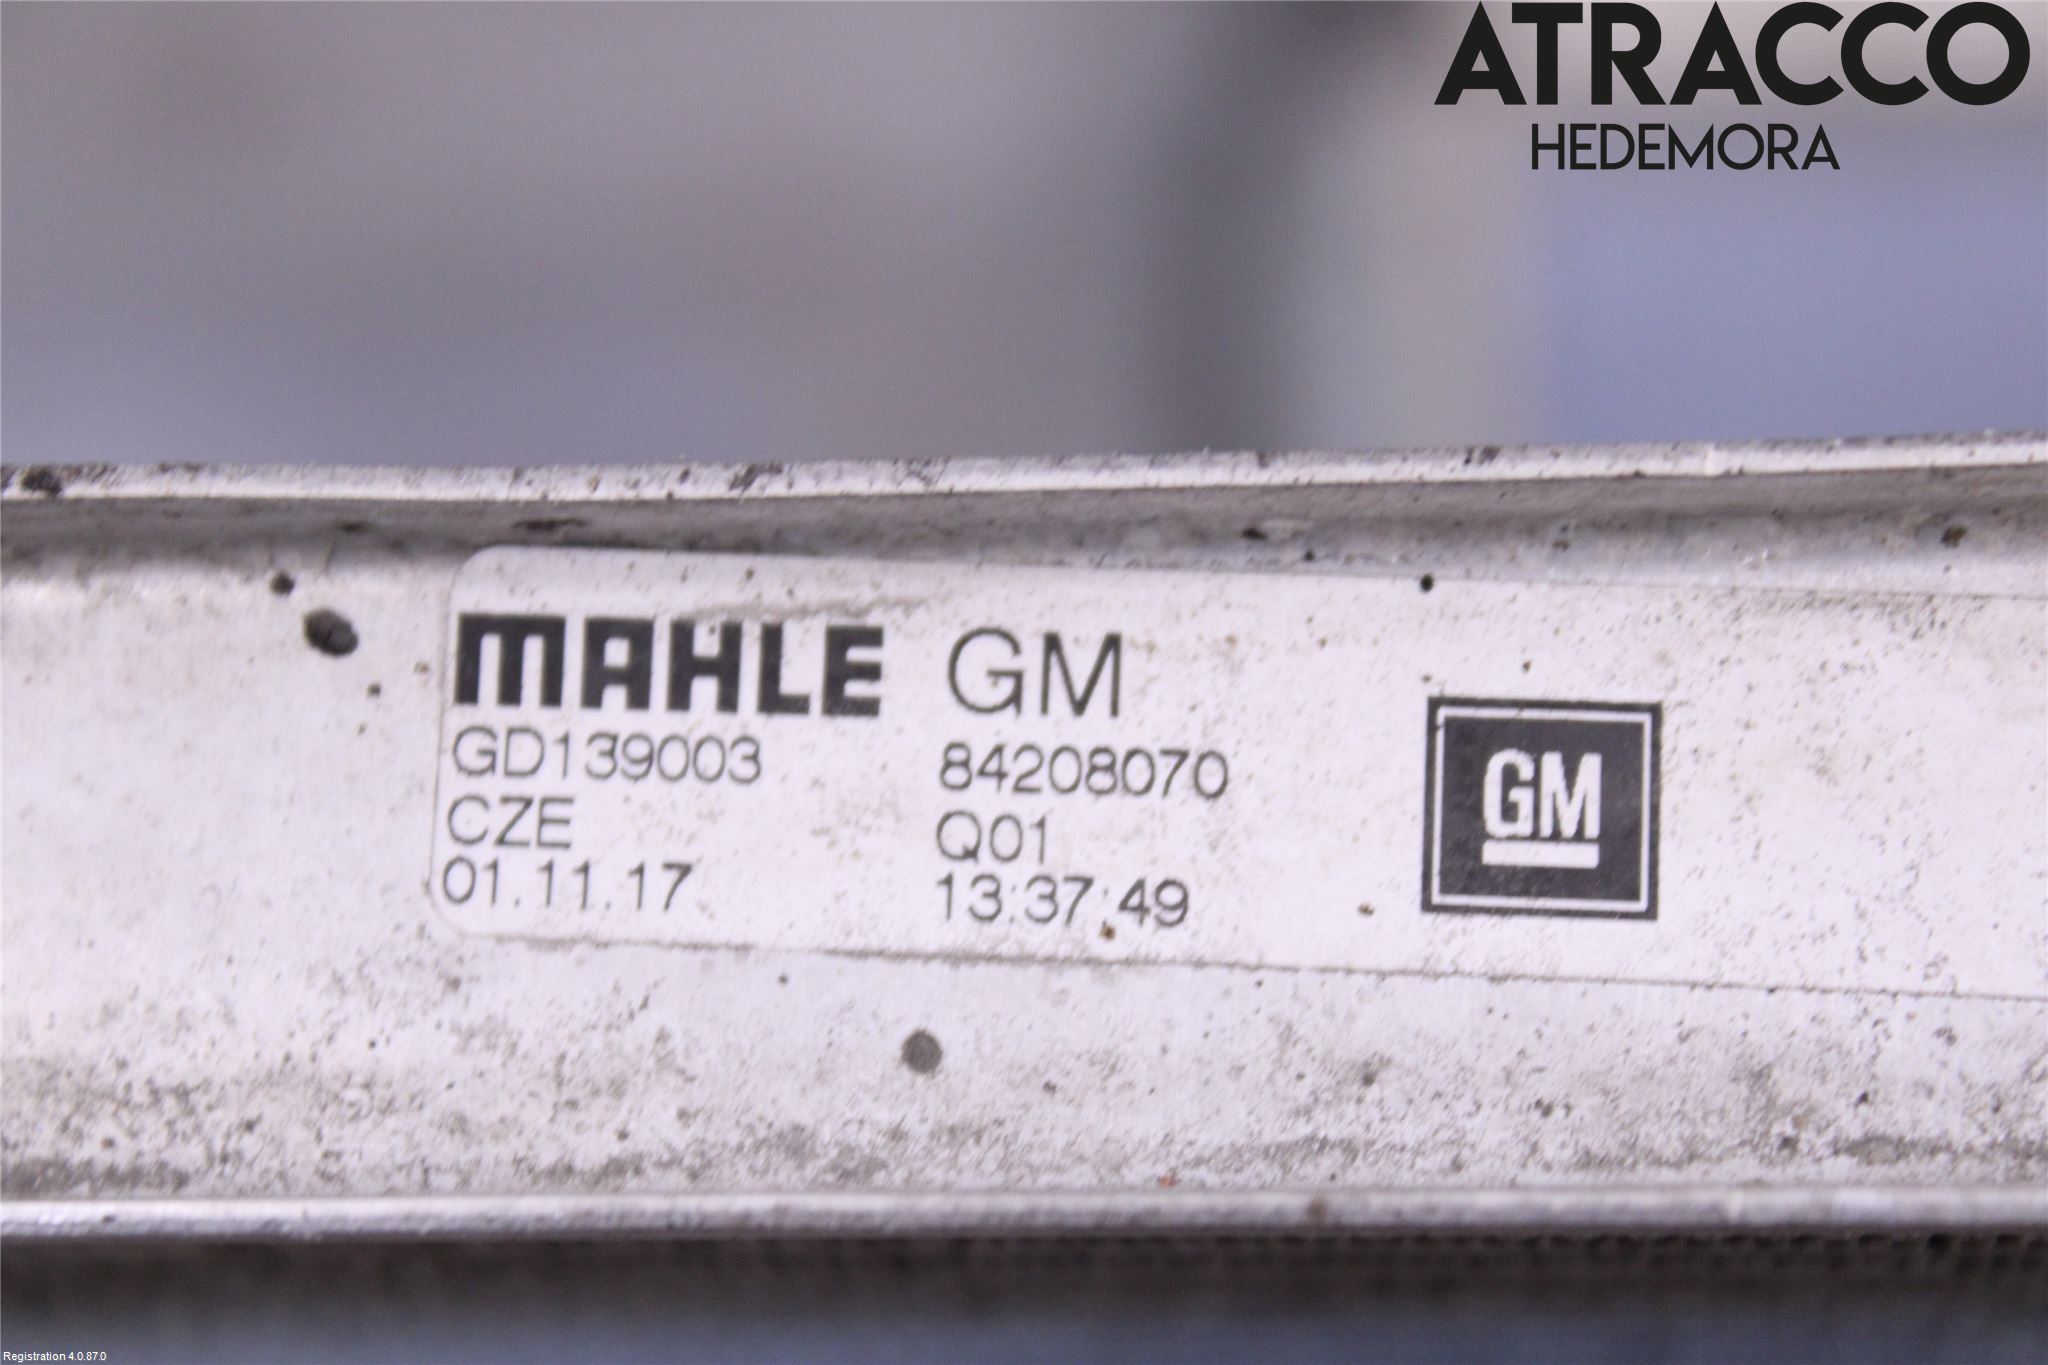 ATRACCO
HEDEMORA
MAHLE GM
GD139003 84208070
CZE Q01
01.11.17 13:37:49
GM
Registration 4.0.87.0